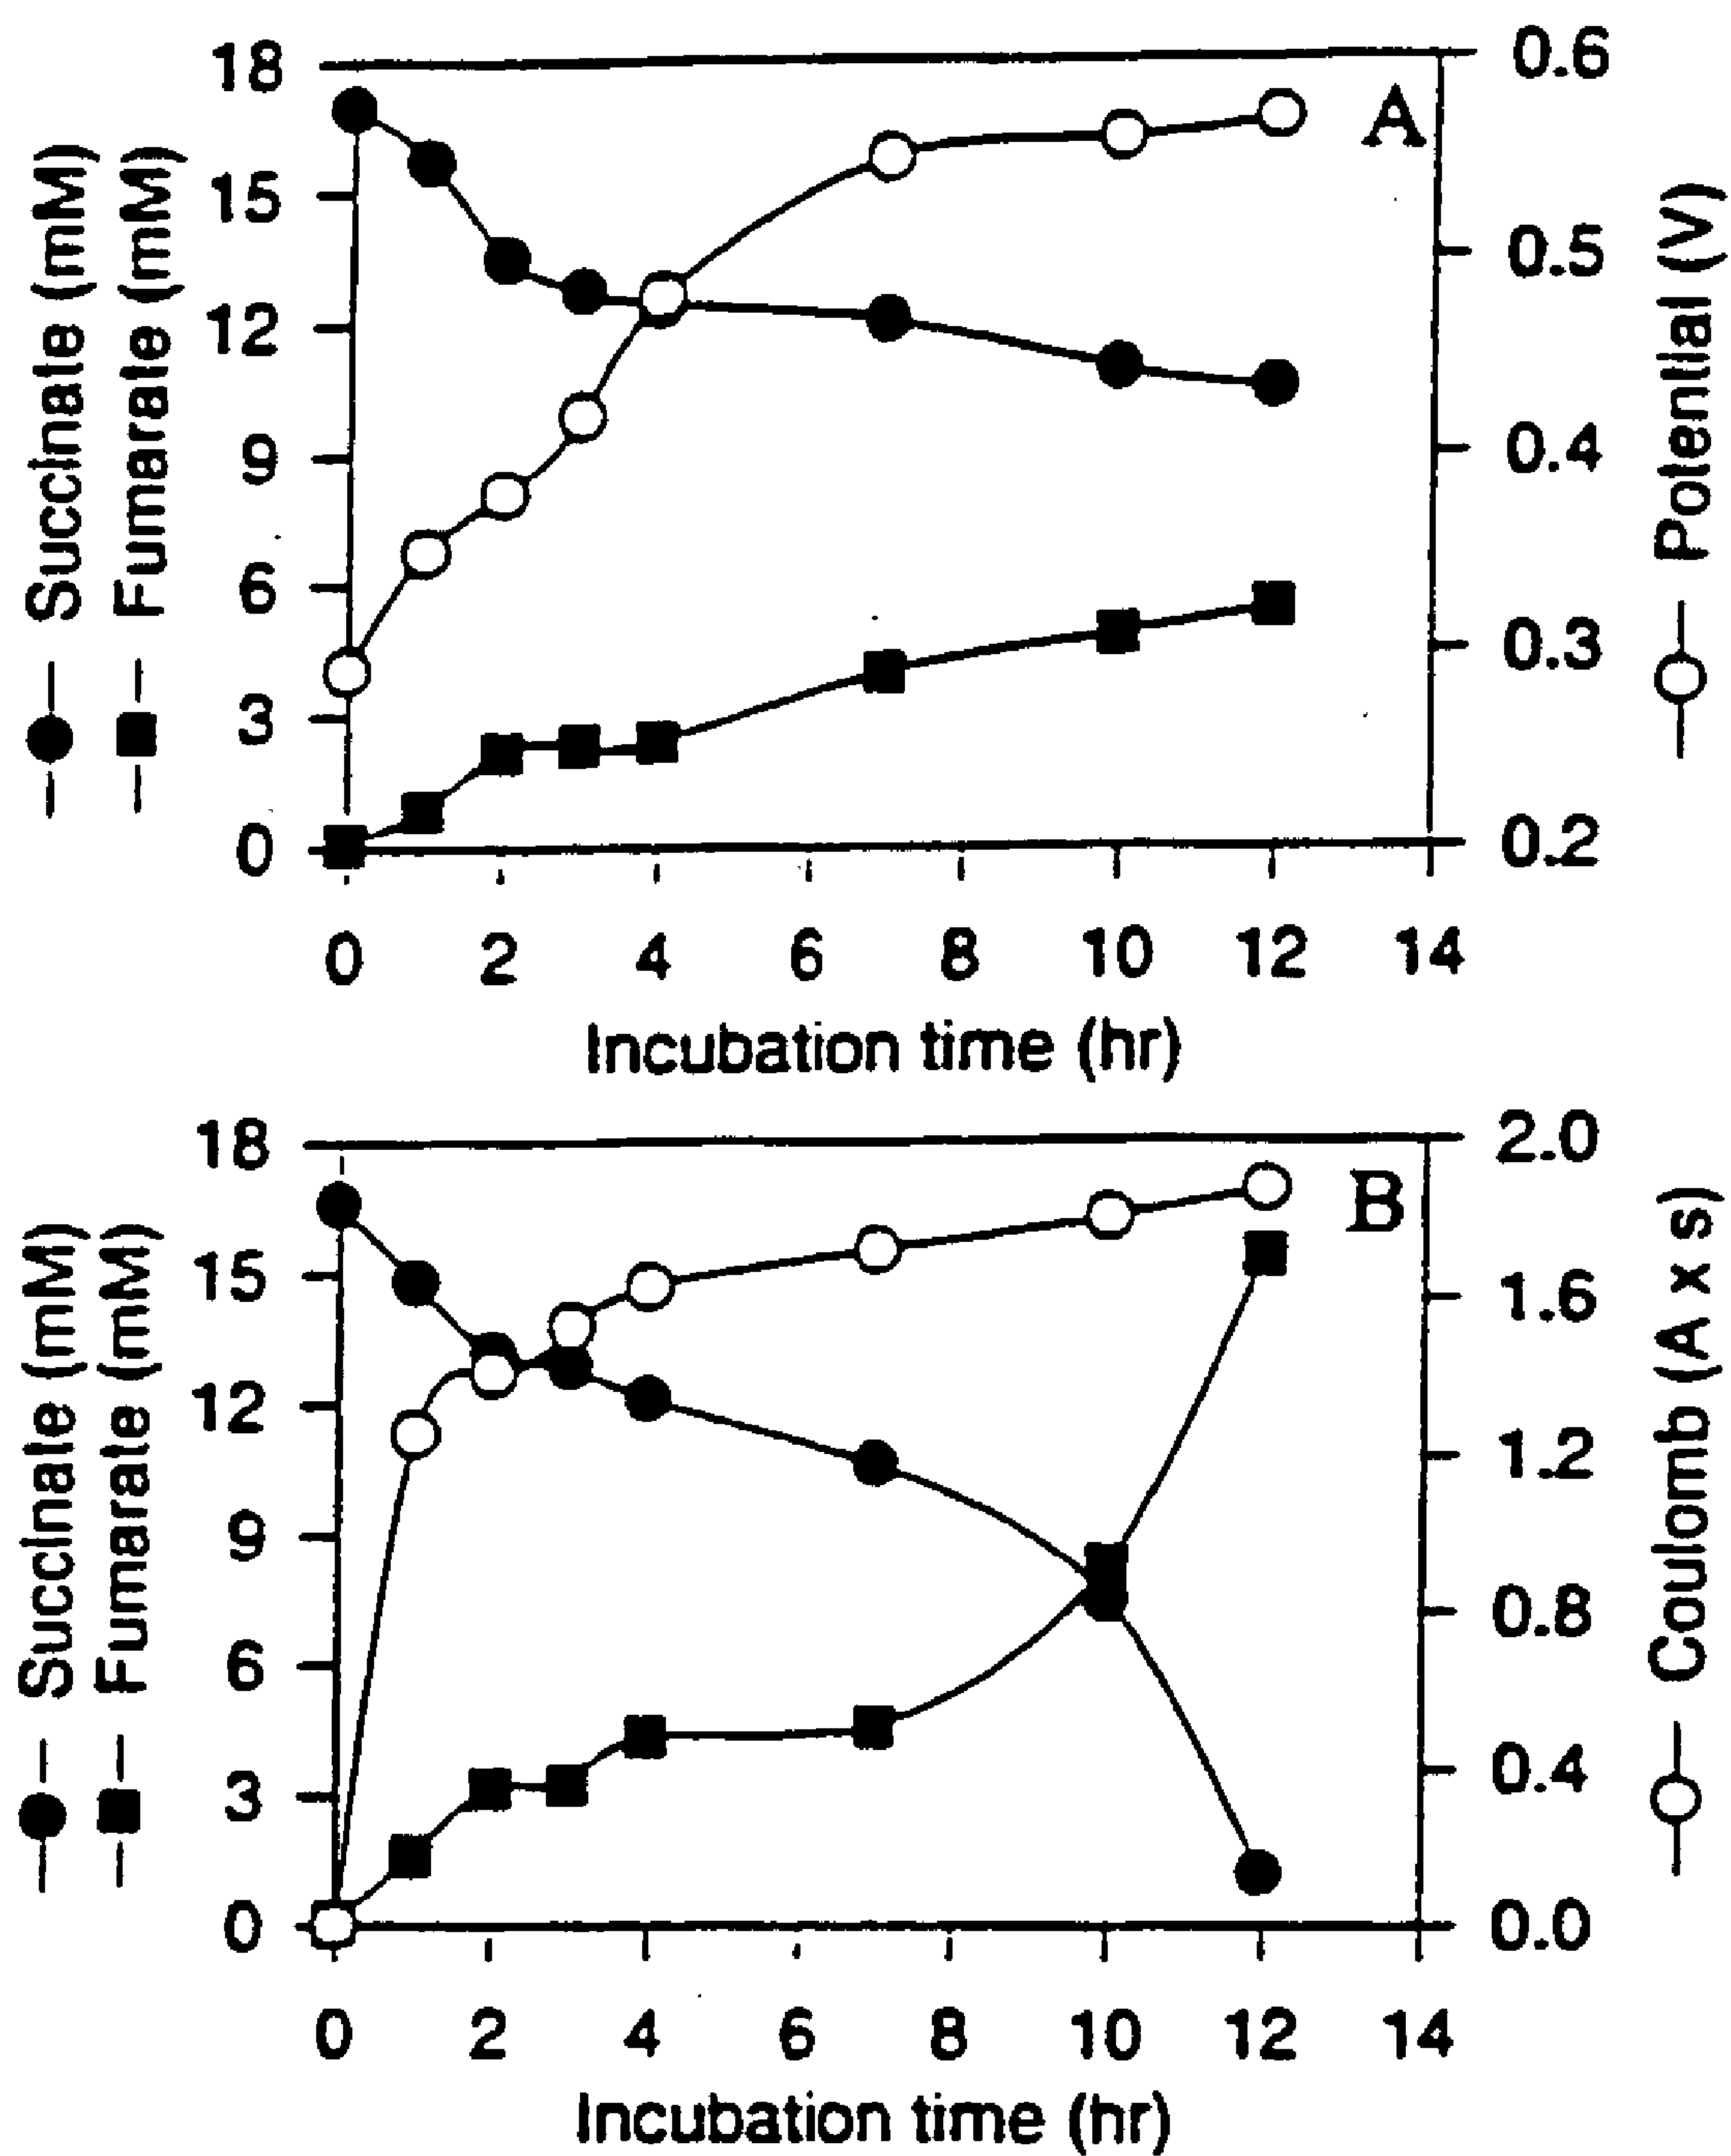 Succinate (mM)
Fumarate (mM)
18
15
12
9
6
3
0
A
0.6
0.5
0.4
0.3
0.2
Potential (V)
0 2 4 6 8 10 12 14
Incubation time (hr)
Succinate (mM)
Fumarate (mM)
18
15
12
9
6
3
0
B
2.0
1.6
1.2
0.8
0.4
0.0
Coulomb (A x s)
0 2 4 6 8 10 12 14
Incubation time (hr)